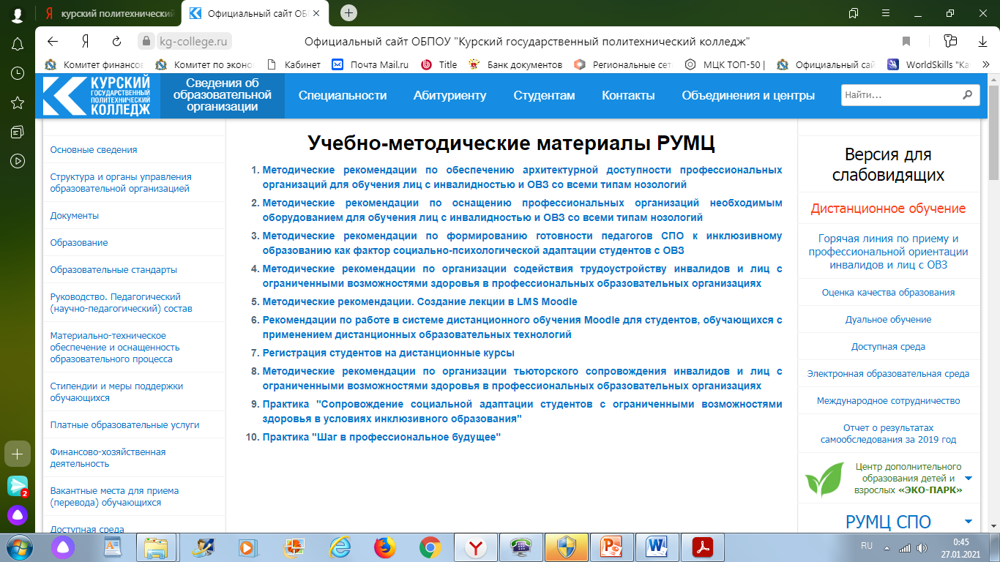 курский политехнический
Официальный сайт ОБП
kg-college.ru
Официальный сайт ОБПОУ "Курский государственный политехнический колледж"
Комитет финансов
Комитет по эконо
Кабинет
Почта Mail.ru
Title
Банк документов
Региональные сет
МЦК ТОП-50 |
Официальный сай
WorldSkills "Ка
КУРСКИЙ
ГОСУДАРСТВЕННЫЙ
ПОЛИТЕХНИЧЕСКИЙ
КОЛЛЕДЖ
Сведения об
образовательной
организации
Специальности
Абитуриенту
Студентам
Контакты
Объединения и центры
Найти...
Основные сведения
Структура и органы управления
образовательной организацией
Документы
Образование
Образовательные стандарты
Руководство. Педагогический
(научно-педагогический) состав
Материально-техническое
обеспечение и оснащенность
образовательного процесса
Стипендии и меры поддержки
обучающихся
Платные образовательные услуги
Финансово-хозяйственная
деятельность
Вакантные места для приема
(перевода) обучающихся
Доступная среда
Учебно-методические материалы РУМЦ
1. Методические рекомендации по обеспечению архитектурной доступности профессиональных
организаций для обучения лиц с инвалидностью и ОВЗ со всеми типам нозологий
2. Методические рекомендации по оснащению профессиональных организаций необходимым
оборудованием для обучения лиц с инвалидностью и ОВЗ со всеми типам нозологий
3. Методические рекомендации по формированию готовности педагогов СПО к инклюзивному
образованию как фактор социально-психологической адаптации студентов с ОВЗ
4. Методические рекомендации по организации содействия трудоустройству инвалидов и лиц с
ограниченными возможностями здоровья в профессиональных образовательных организациях
5. Методические рекомендации. Создание лекции в LMS Moodle
6. Рекомендации по работе в системе дистанционного обучения Moodle для студентов, обучающихся с
применением дистанционных образовательных технологий
7. Регистрация студентов на дистанционные курсы
8. Методические рекомендации по организации тьюторского сопровождения инвалидов и лиц с
ограниченными возможностями здоровья в профессиональных образовательных организациях
9. Практика "Сопровождение социальной адаптации студентов с ограниченными возможностями
здоровья в условиях инклюзивного образования"
10. Практика "Шаг в профессиональное будущее"
Версия для
слабовидящих
Дистанционное обучение
Горячая линия по приему и
профессиональной ориентации
инвалидов и лиц с ОВЗ
Оценка качества образования
Дуальное обучение
Доступная среда
Электронная образовательная среда
Международное сотрудничество
Отчет о результатах
самообследования за 2019 год
Центр дополнительного
образования детей и
взрослых «ЭКО-ПАРК»
РУМЦ СПО
2
RU
0:45
27.01.2021